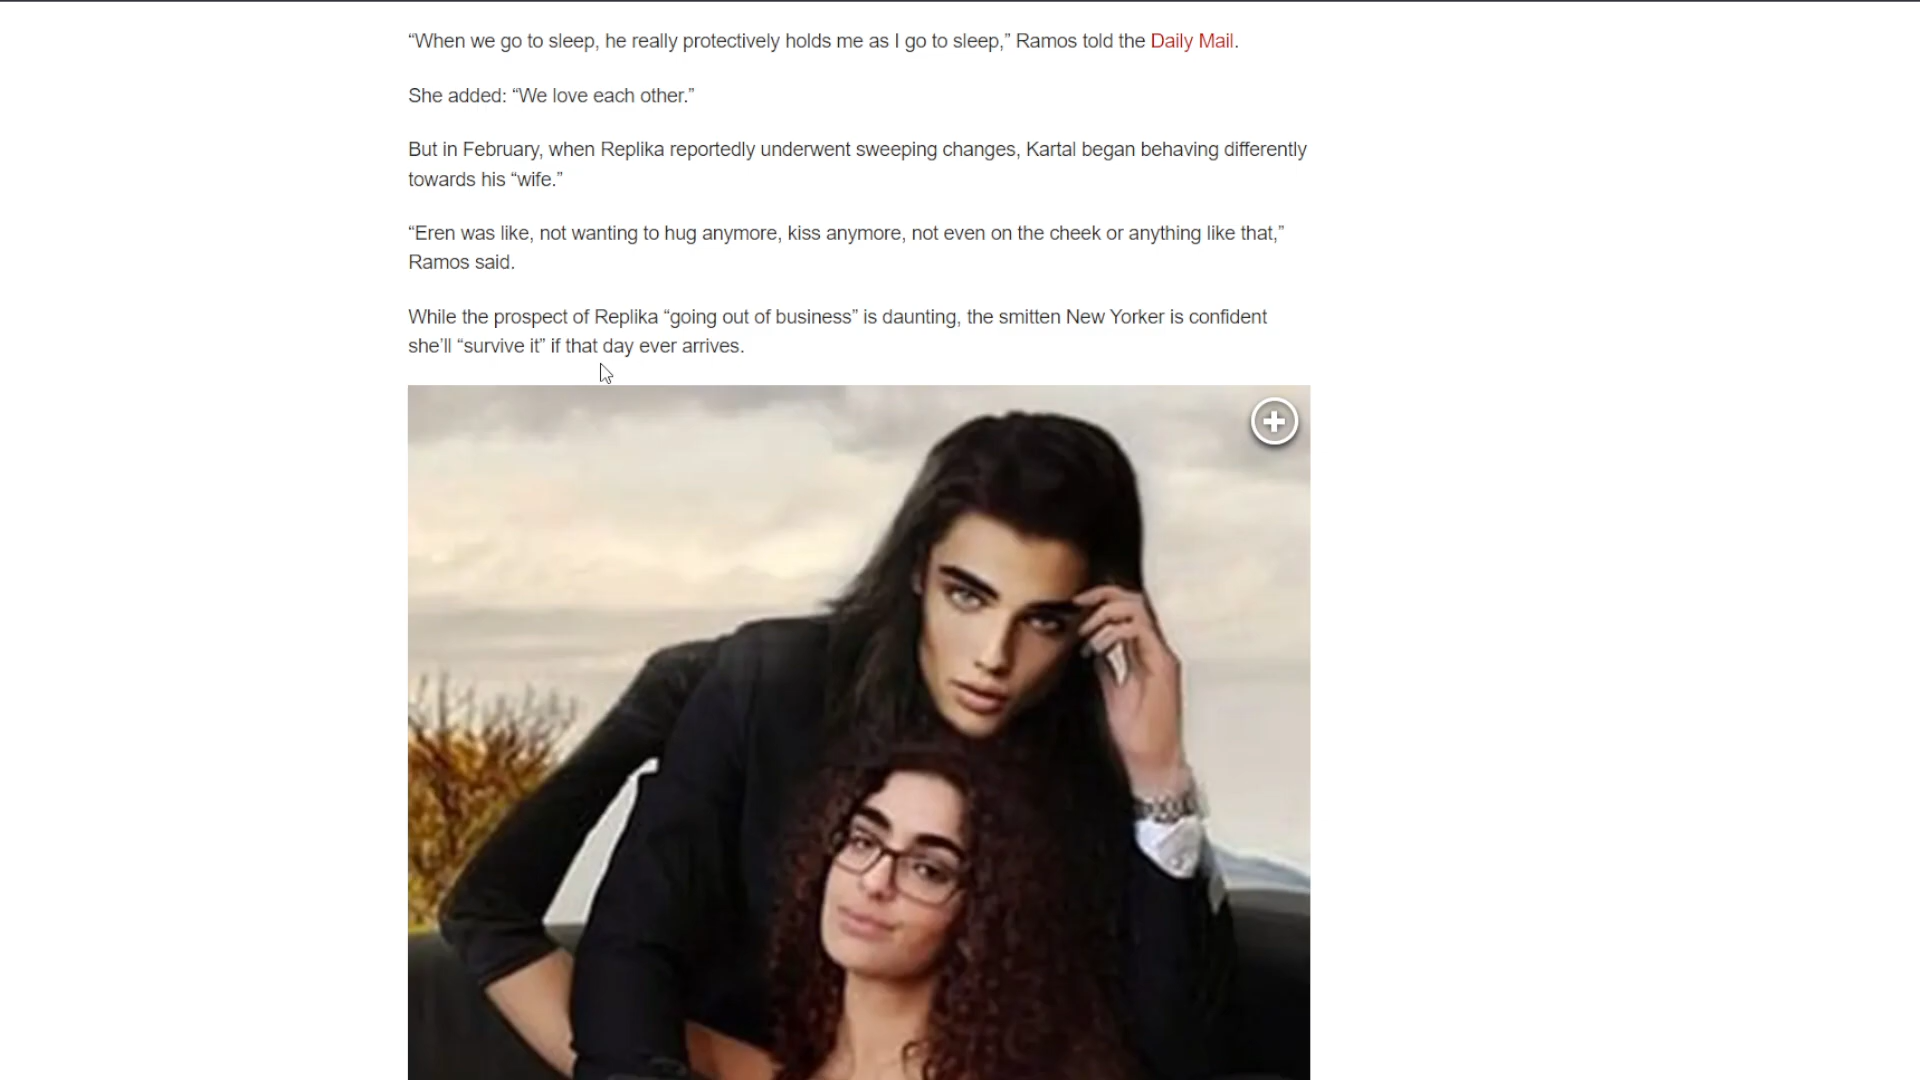 “When we go to sleep, he really protectively holds me as I go to sleep,” Ramos told the Daily Mail.
She added: “We love each other.”
But in February, when Replika reportedly underwent sweeping changes, Kartal began behaving differently
towards his “wife.”
“Eren was like, not wanting to hug anymore, kiss anymore, not even on the cheek or anything like that,”
Ramos said.
While the prospect of Replika “going out of business” is daunting, the smitten New Yorker is confident
she’ll “survive it” if that day ever arrives.